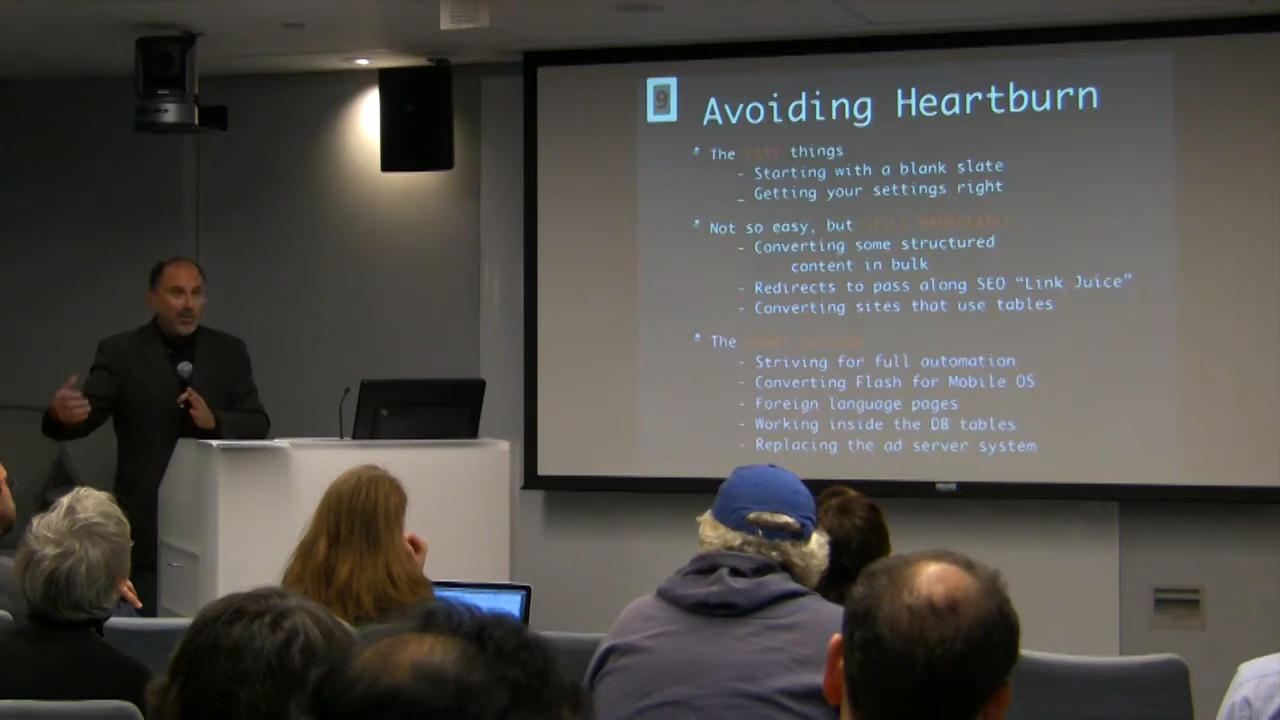 9
Avoiding Heartburn
* The EASY things
- Starting with a blank slate
- Getting your settings right
* Not so easy, but STILL MANAGEABLE
- Converting some structured
content in bulk
- Redirects to pass along SEO “Link Juice”
- Converting sites that use tables
* The
- Striving for full automation
- Converting Flash for Mobile OS
- Foreign language pages
- Working inside the DB tables
- Replacing the ad server system